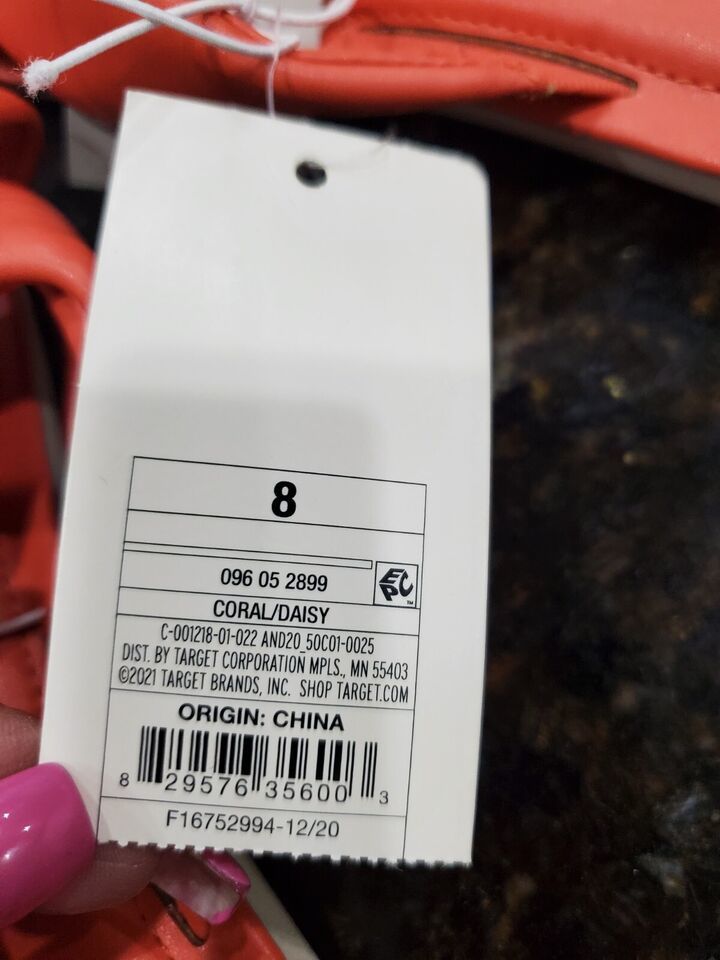 8
096 05 2899
EPC™
CORAL/DAISY
C-001218-01-022 AND20_50C01-0025
DIST. BY TARGET CORPORATION MPLS., MN 55403
©2021 TARGET BRANDS, INC. SHOP TARGET.COM
ORIGIN: CHINA
8 29576 35600 3
F16752994-12/20